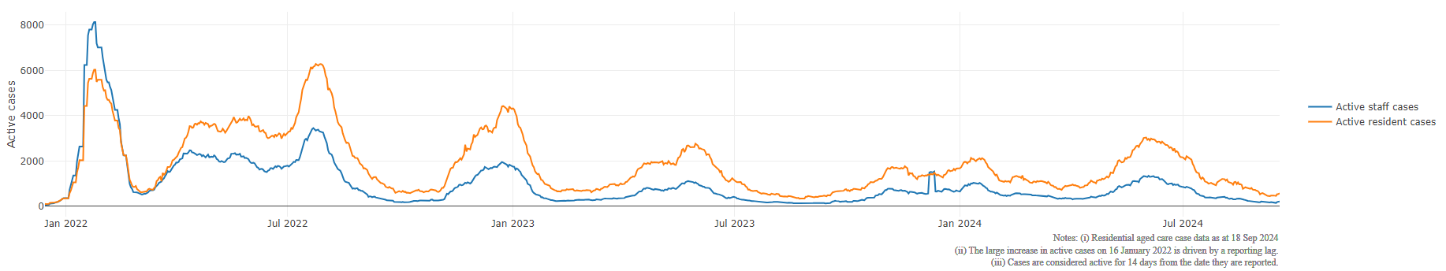 8000
6000
4000
2000
0
Active cases
Jan 2022
Jul 2022
Jan 2023
Jul 2023
Jan 2024
Jul 2024
Active staff cases
Active resident cases
Notes: (i) Residential aged care case data as at 18 Sep 2024
(ii) The large increase in active cases on 16 January 2022 is driven by a reporting lag.
(iii) Cases are considered active for 14 days from the date they are reported.